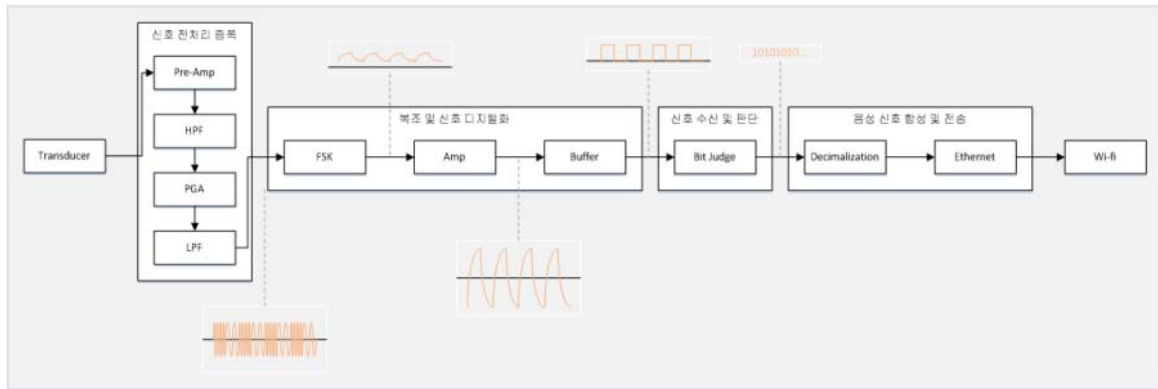 신호 전처리 증폭
Pre-Amp
HPF
PGA
LPF
Transducer
복조 및 신호 디지털화
FSK
Amp
Buffer
신호 수신 및 판단
Bit Judge
10101010...
음성 신호 합성 및 전송
Decimalization
Ethernet
Wi-fi